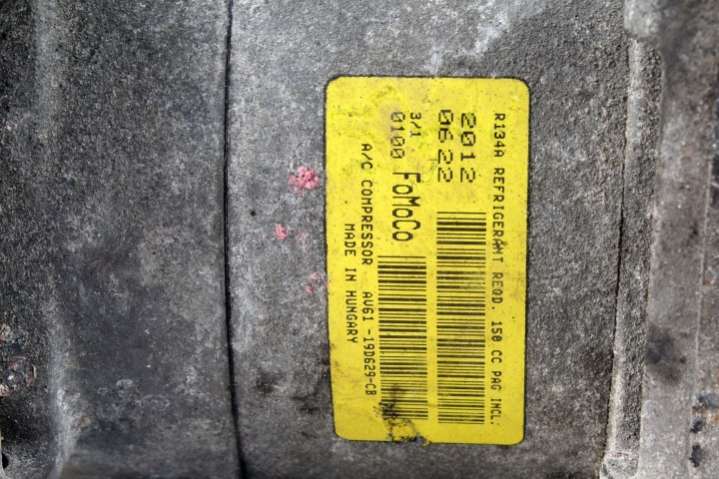 R134A REFRIGERANT REQD. 150 CC PAG INCL.
2012
0622
3/1
0100 FoMoCo
A/C COMPRESSOR AV61 -19D629-CB
MADE IN HUNGARY